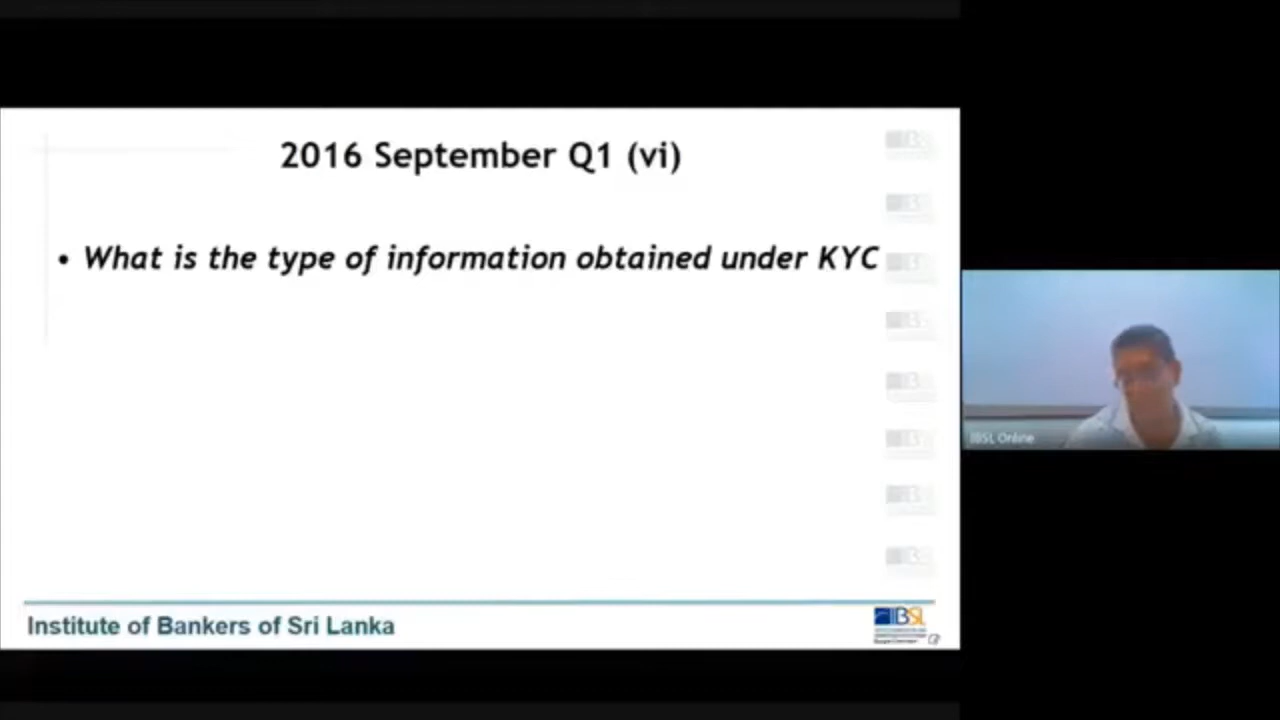 2016 September Q1 (vi)
• What is the type of information obtained under KYC
Institute of Bankers of Sri Lanka
IBSL
IBSL Online